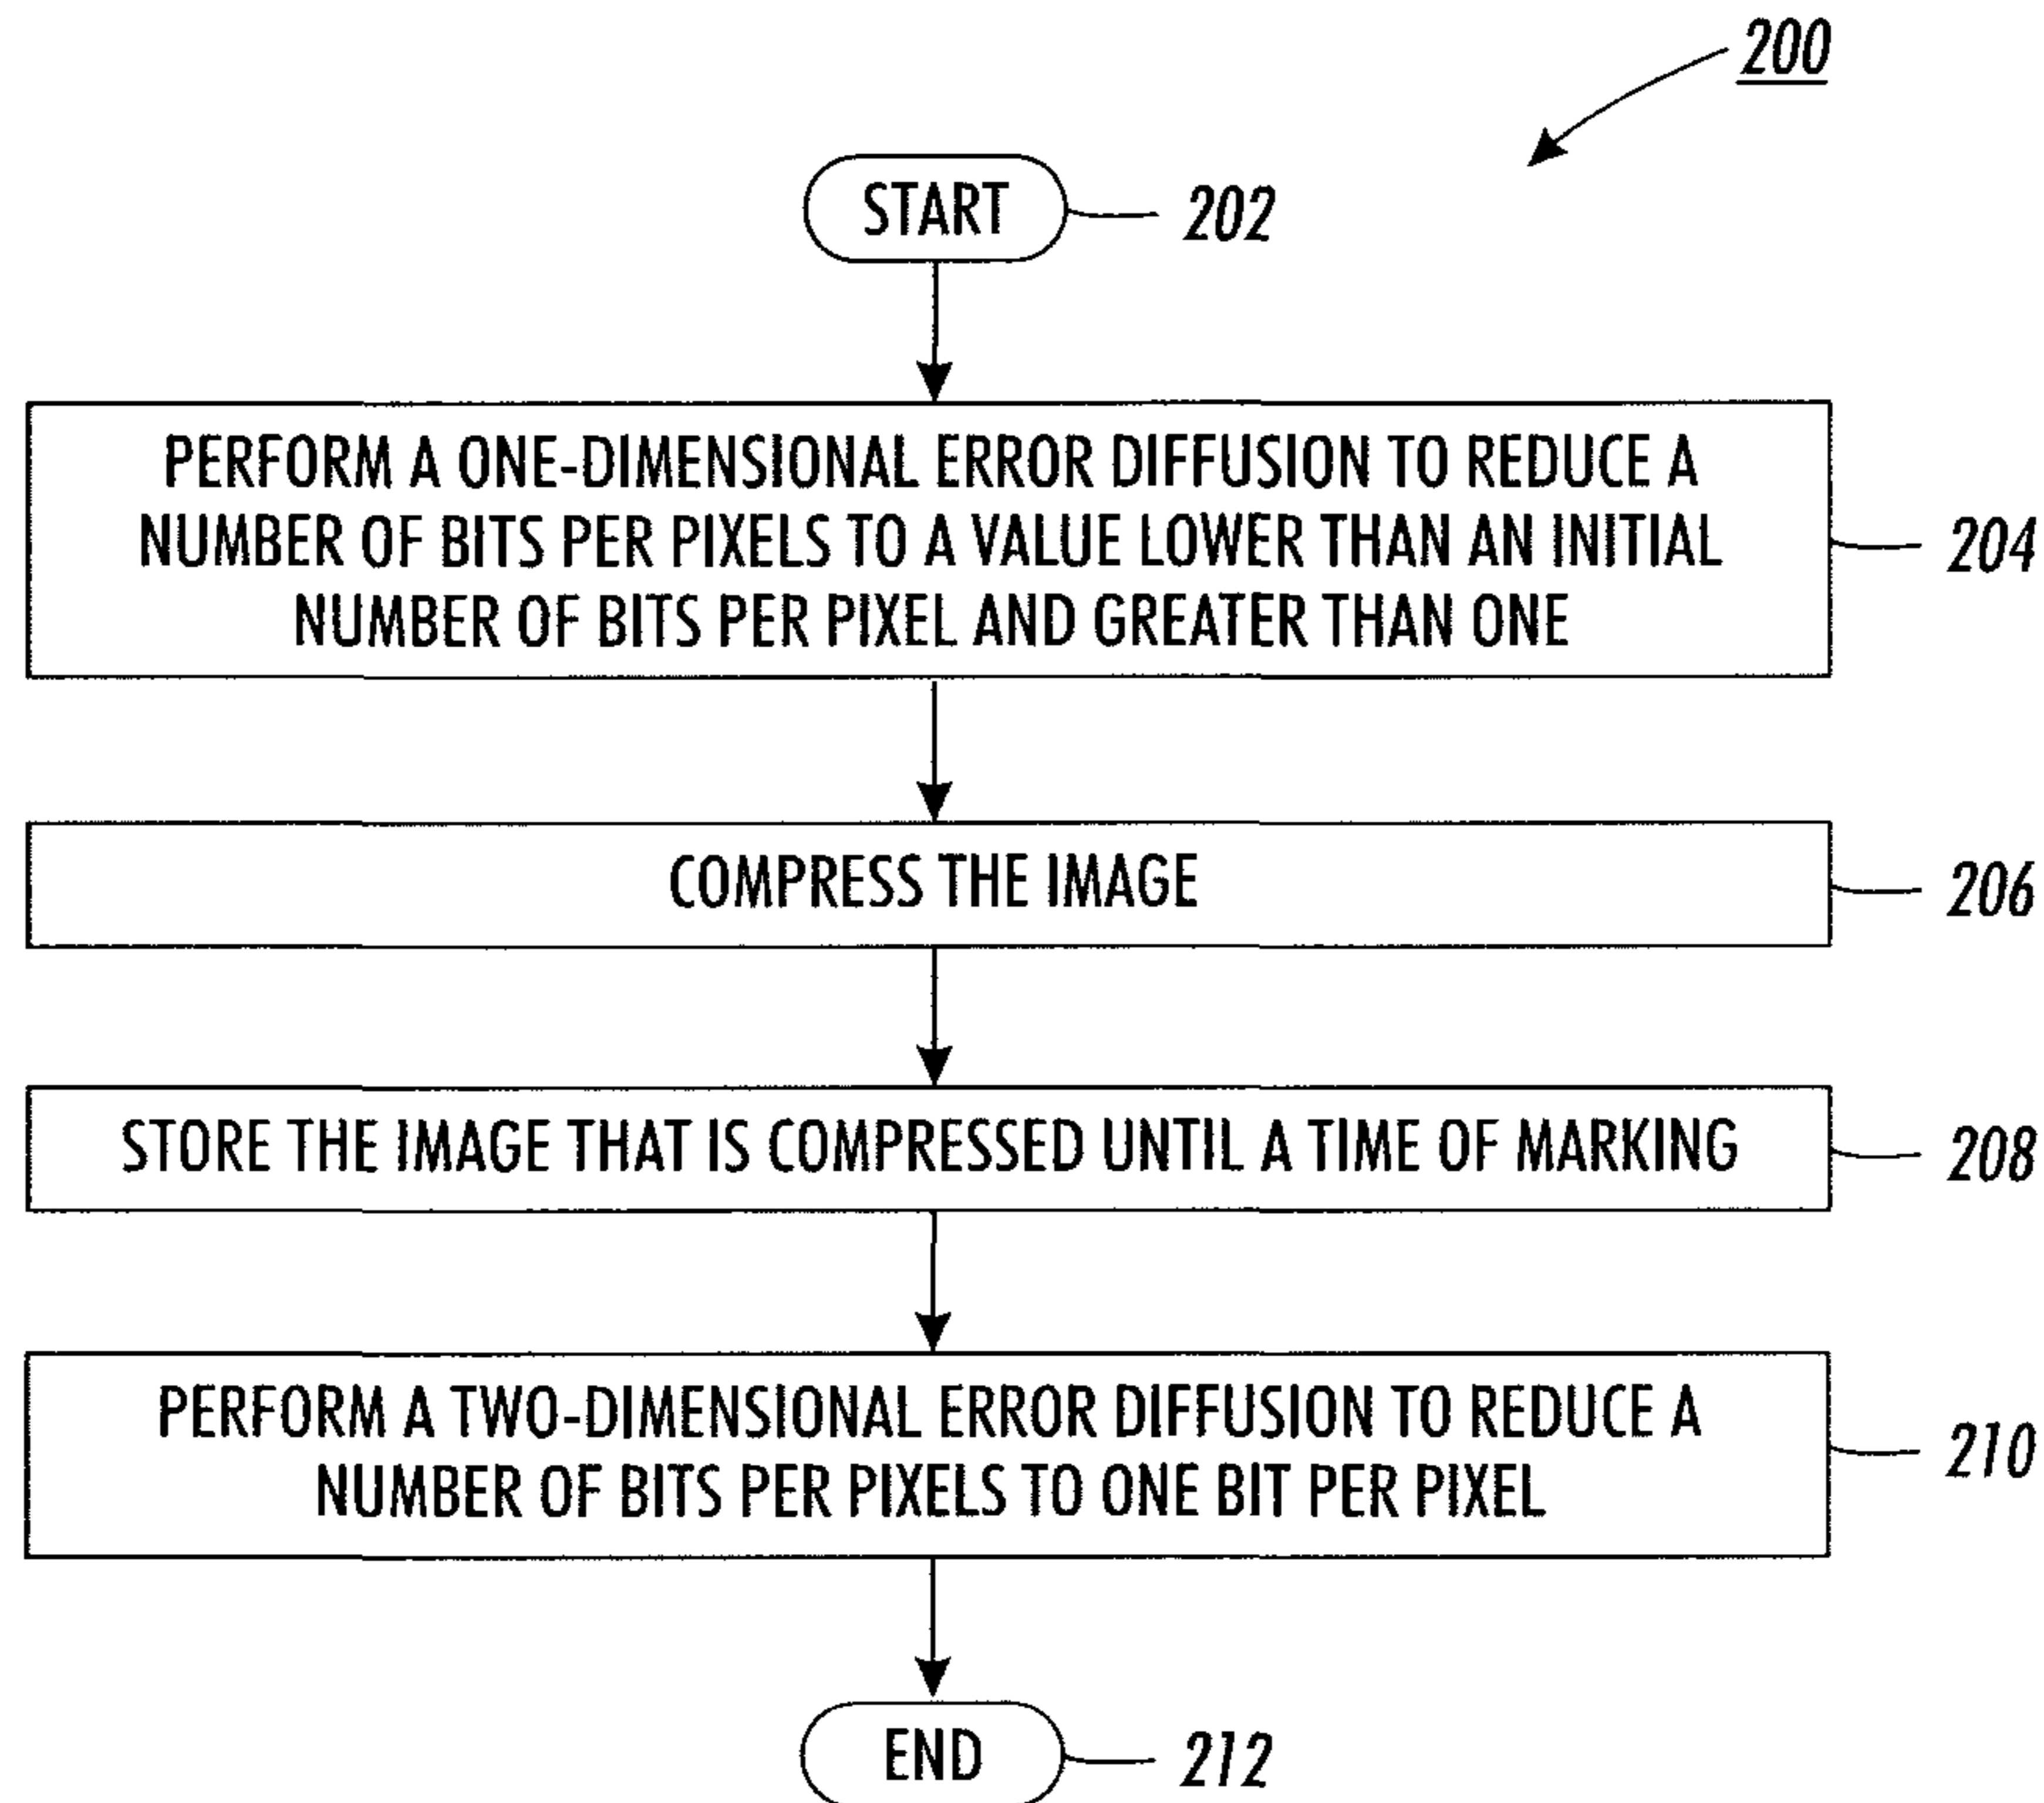 200
START
202
PERFORM A ONE-DIMENSIONAL ERROR DIFFUSION TO REDUCE A
NUMBER OF BITS PER PIXELS TO A VALUE LOWER THAN AN INITIAL
NUMBER OF BITS PER PIXEL AND GREATER THAN ONE
204
COMPRESS THE IMAGE
206
STORE THE IMAGE THAT IS COMPRESSED UNTIL A TIME OF MARKING
208
PERFORM A TWO-DIMENSIONAL ERROR DIFFUSION TO REDUCE A
NUMBER OF BITS PER PIXELS TO ONE BIT PER PIXEL
210
END
212